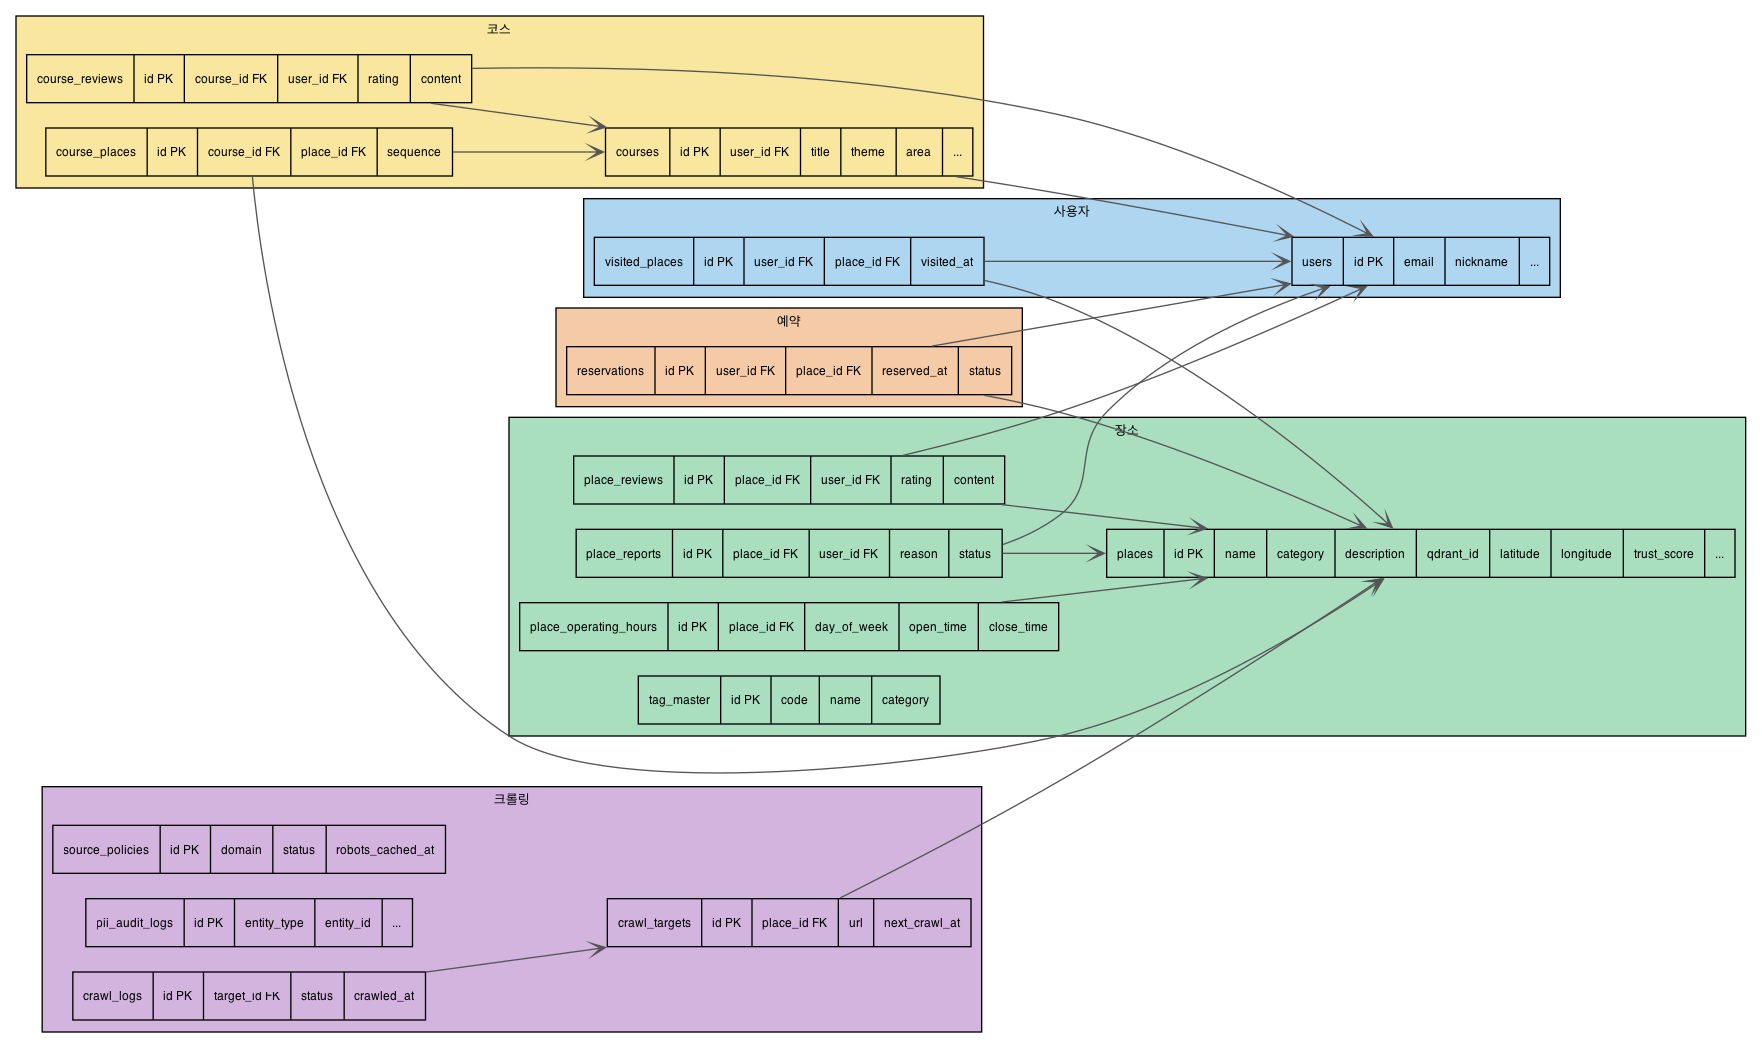 코스
course_reviews id PK course_id FK user_id FK rating content
course_places id PK course_id FK place_id FK sequence
courses id PK user_id FK title theme area ...
사용자
visited_places id PK user_id FK place_id FK visited_at
users id PK email nickname ...
예약
reservations id PK user_id FK place_id FK reserved_at status
장소
place_reviews id PK place_id FK user_id FK rating content
place_reports id PK place_id FK user_id FK reason status
places id PK name category description qdrant_id latitude longitude trust_score ...
place_operating_hours id PK place_id FK day_of_week open_time close_time
tag_master id PK code name category
크롤링
source_policies id PK domain status robots_cached_at
pii_audit_logs id PK entity_type entity_id ...
crawl_targets id PK place_id FK url next_crawl_at
crawl_logs id PK target_id FK status crawled_at